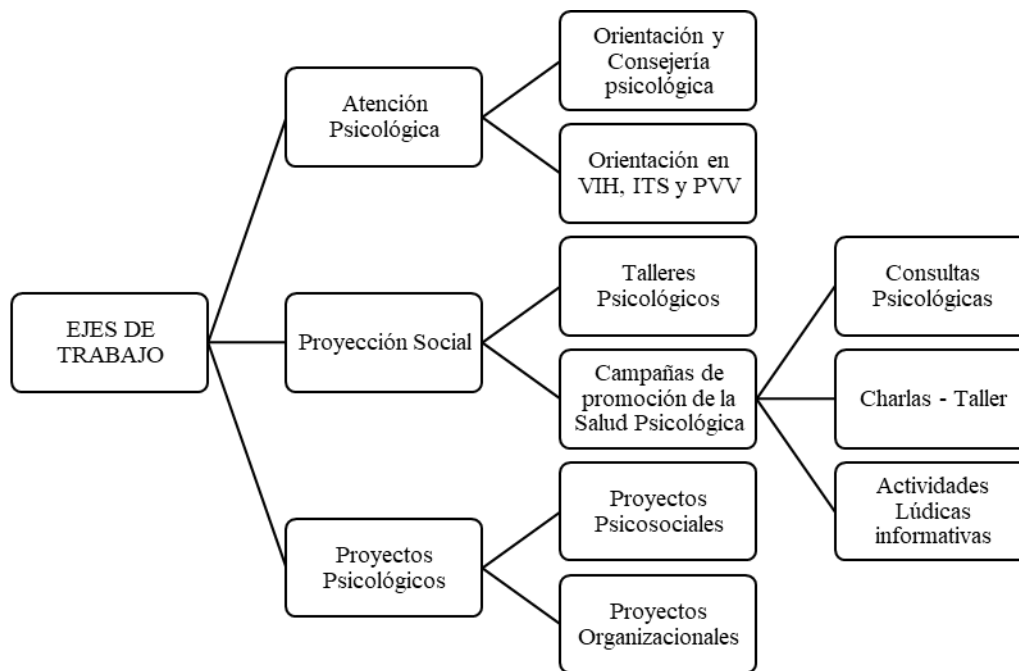 EJES DE
TRABAJO
Atención
Psicológica
Orientación y
Consejería
psicológica
Orientación en
VIH, ITS y PVV
Proyección Social
Talleres
Psicológicos
Campañas de
promoción de la
Salud Psicológica
Consultas
Psicológicas
Charlas - Taller
Actividades
Lúdicas
informativas
Proyectos
Psicológicos
Proyectos
Psicosociales
Proyectos
Organizacionales